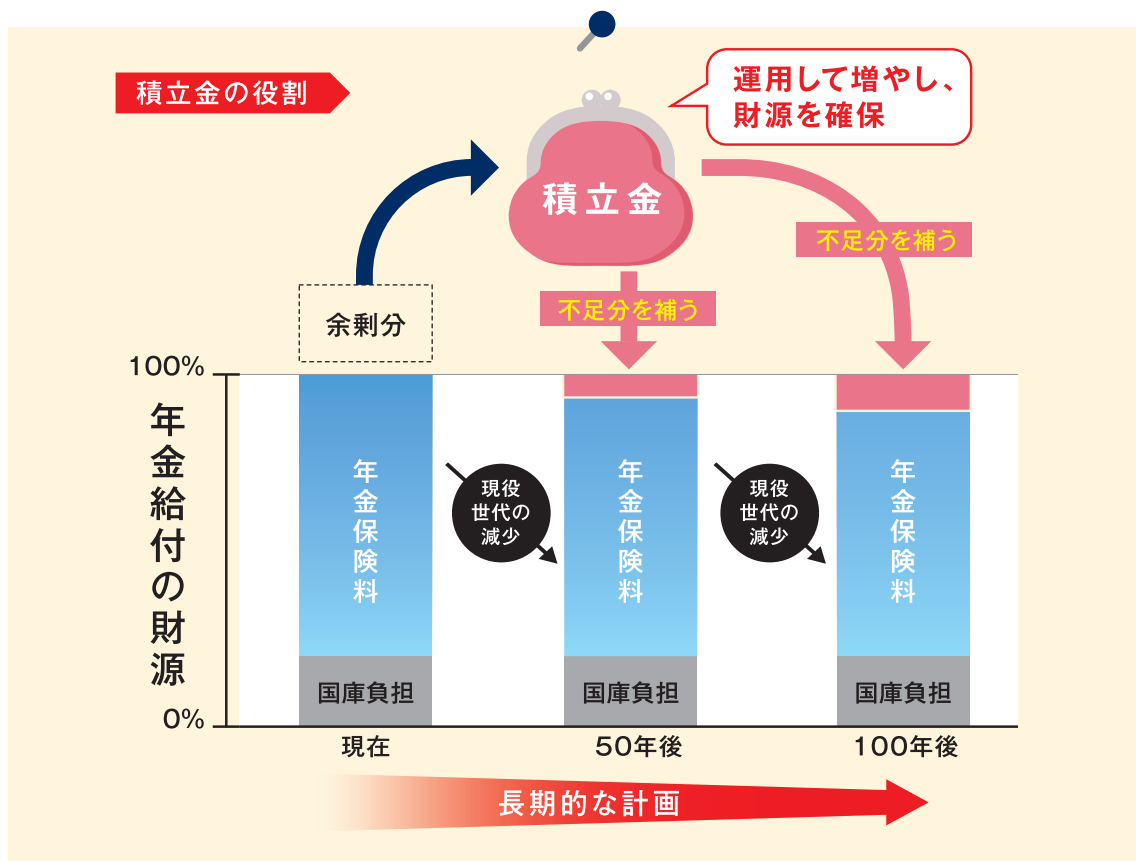 積立金の役割
運用して増やし、
財源を確保
積立金
不足分を補う
不足分を補う
余剰分
100%
年金給付の財源
0%
年金保険料
国庫負担
現役
世代の
減少
年金保険料
国庫負担
現役
世代の
減少
年金保険料
国庫負担
現在
50年後
100年後
長期的な計画